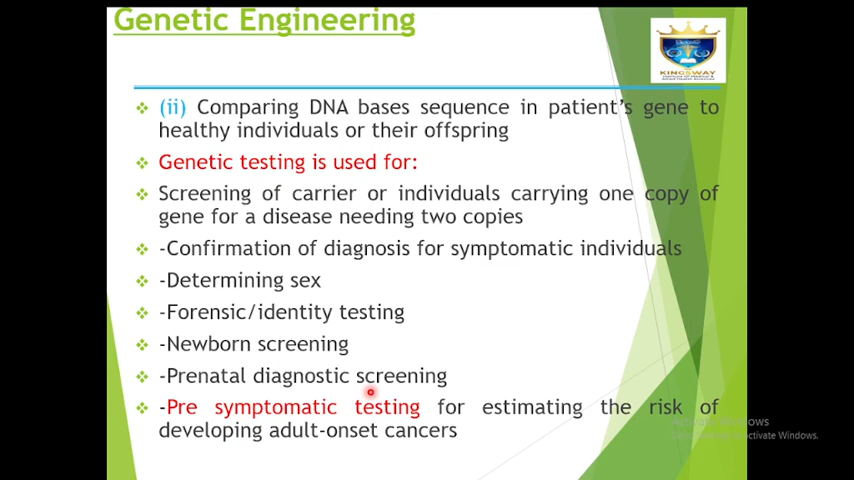 Genetic Engineering
KINGSWAY
(ii) Comparing DNA bases sequence in patient's gene to
healthy individuals or their offspring
Genetic testing is used for:
Screening of carrier or individuals carrying one copy of
gene for a disease needing two copies
-Confirmation of diagnosis for symptomatic individuals
-Determining sex
-Forensic/identity testing
-Newborn screening
-Prenatal diagnostic screening
-Pre symptomatic testing for estimating the risk of
developing adult-onset cancers
Activate Windows
activate Windows.